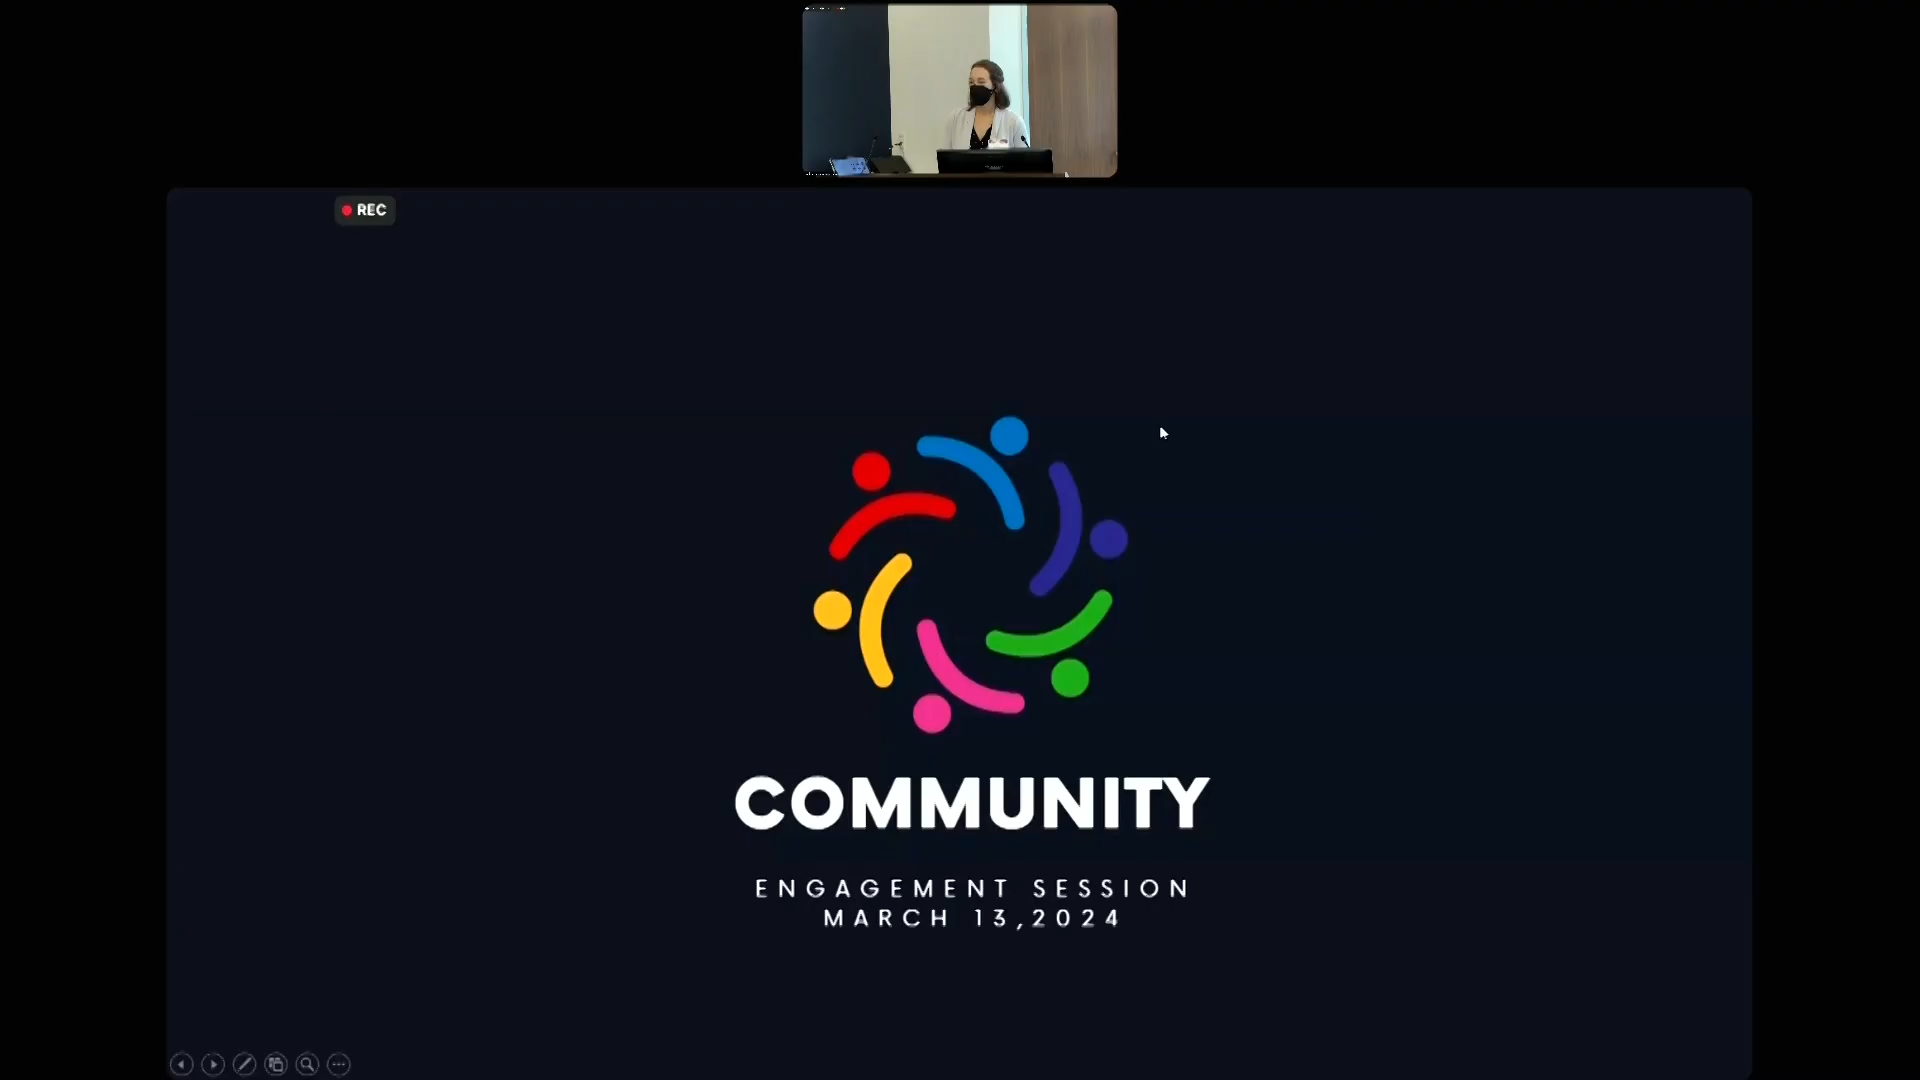 REC
COMMUNITY
ENGAGEMENT SESSION
MARCH 13,2024